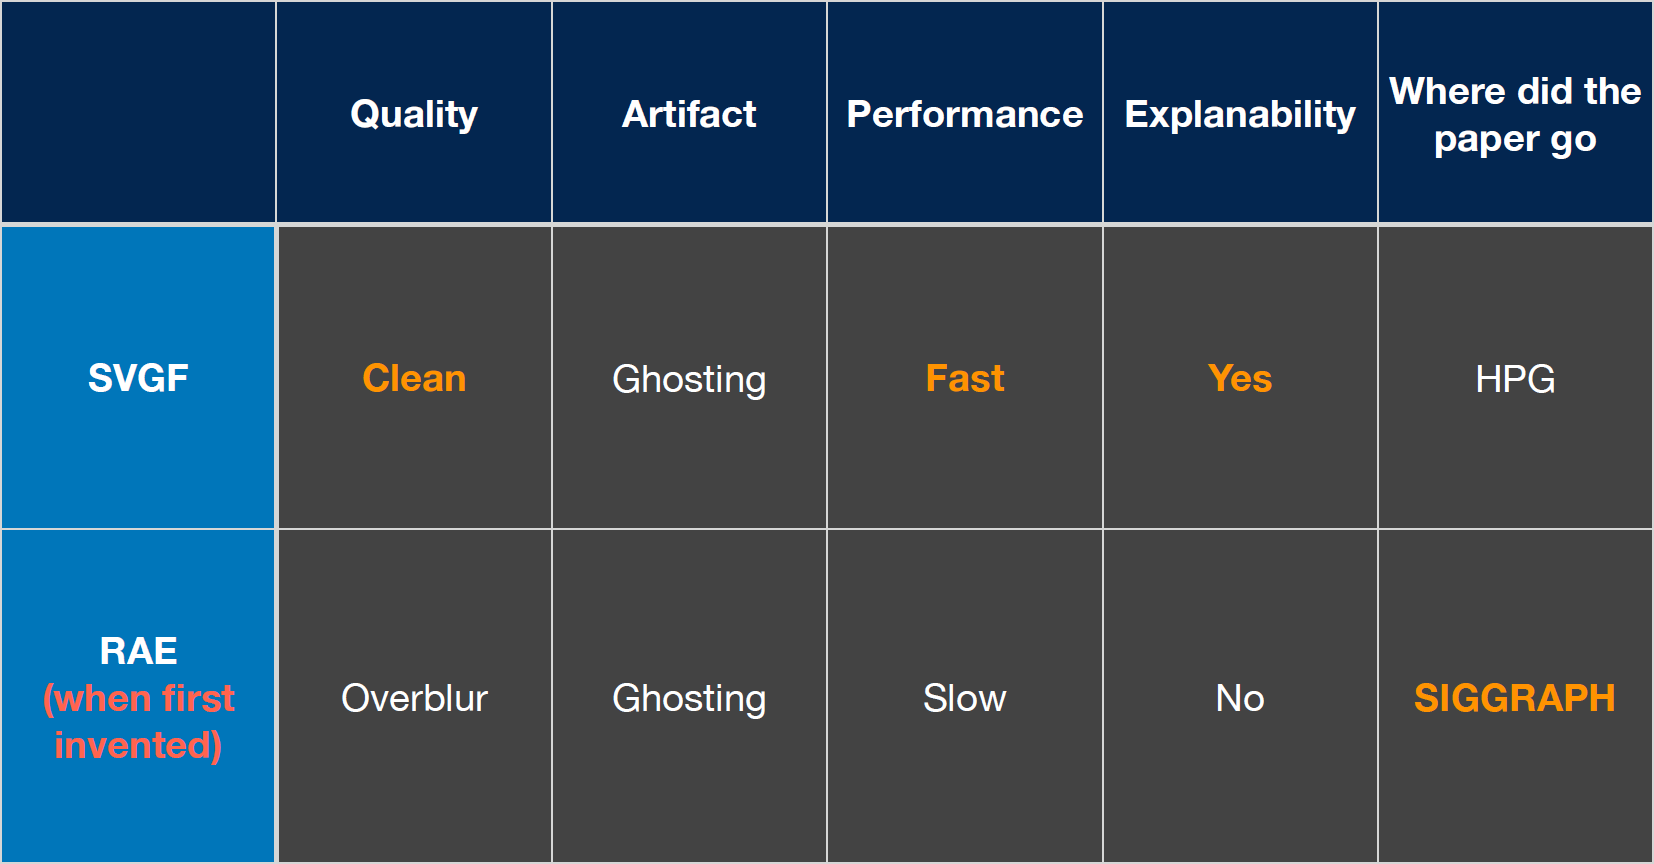 Quality
Artifact
Performance
Explanability
Where did the
paper go
SVGF
Clean
Ghosting
Fast
Yes
HPG
RAE
(when first
invented)
Overblur
Ghosting
Slow
No
SIGGRAPH